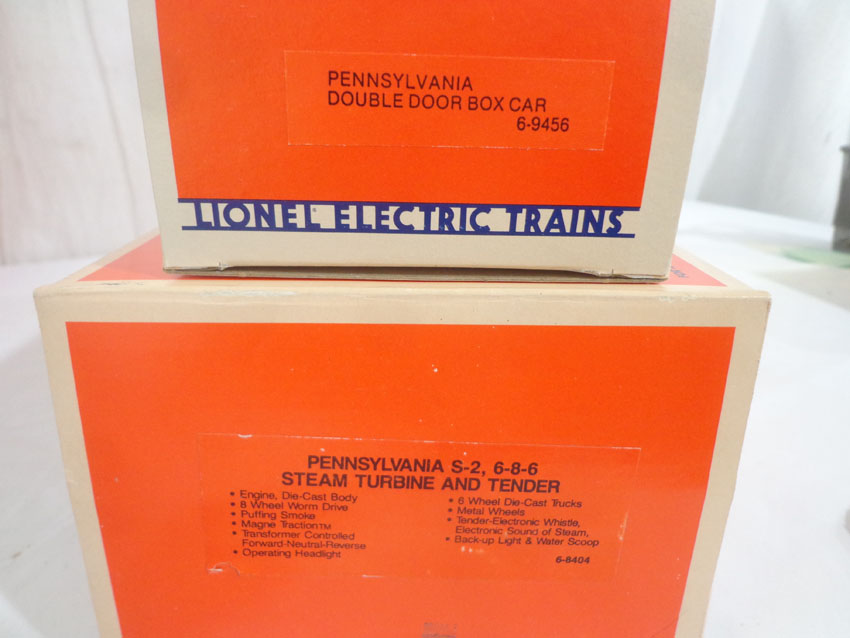 PENNSYLVANIA
DOUBLE DOOR BOX CAR
6-9456
LIONEL® ELECTRIC TRAINS
PENNSYLVANIA S-2, 6-8-6
STEAM TURBINE AND TENDER
• Engine, Die-Cast Body
• 8 Wheel Worm Drive
• Puffing Smoke
• Magne Traction™
• Transformer Controlled
Forward-Neutral-Reverse
• Operating Headlight
• 6 Wheel Die-Cast Trucks
• Metal Wheels
• Tender-Electronic Whistle,
Electronic Sound of Steam,
• Back-up Light & Water Scoop
6-8404